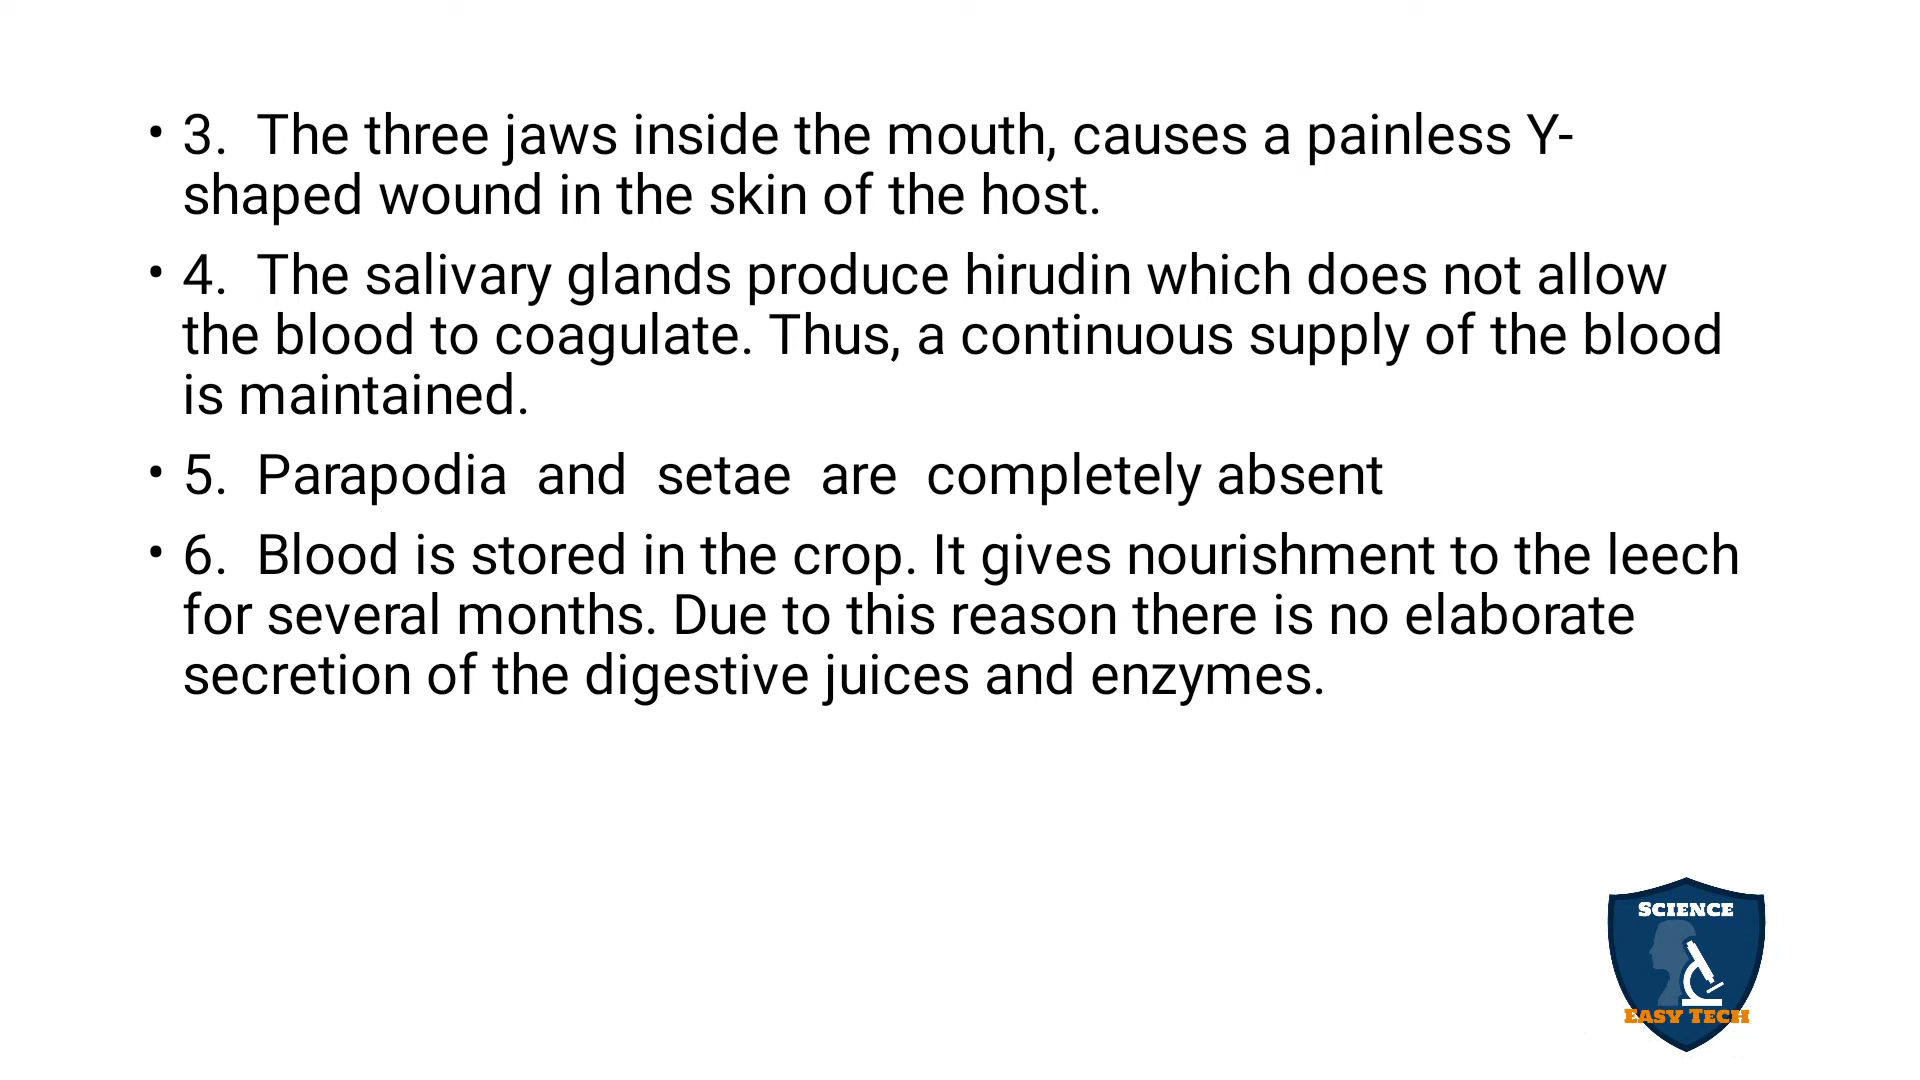 • 3.  The three jaws inside the mouth, causes a painless Y-
shaped wound in the skin of the host.
• 4.  The salivary glands produce hirudin which does not allow
the blood to coagulate. Thus, a continuous supply of the blood
is maintained.
• 5.  Parapodia  and  setae  are  completely absent
• 6.  Blood is stored in the crop. It gives nourishment to the leech
for several months. Due to this reason there is no elaborate
secretion of the digestive juices and enzymes.
SCIENCE
EASY TECH